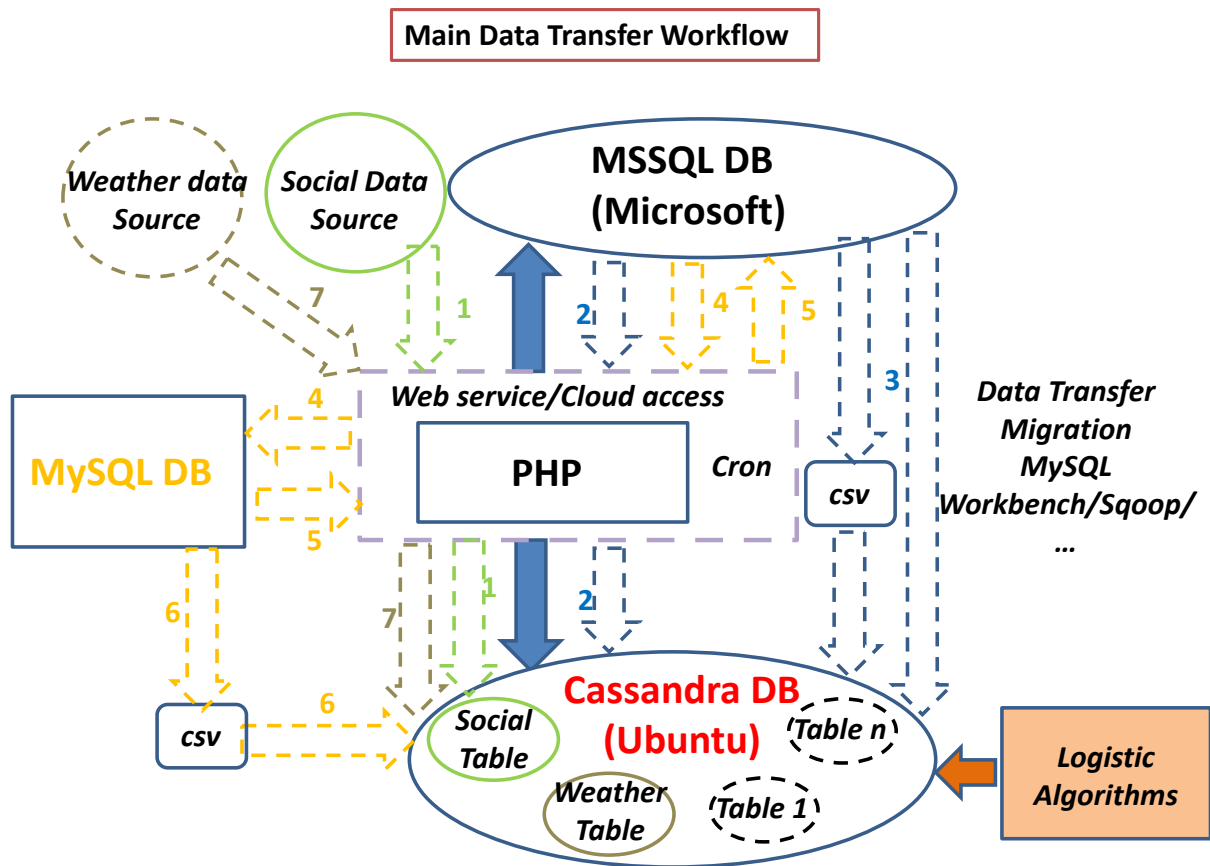 Main Data Transfer Workflow
Weather data
Source
Social Data
Source
MSSQL DB
(Microsoft)
7
1
2
4
5
3
Web service/Cloud access
PHP
Cron
4
MySQL DB
5
csv
Data Transfer
Migration
MySQL
Workbench/Sqoop/
...
6
7
1
2
6
csv
Cassandra DB
(Ubuntu)
Social
Table
Table n
Weather
Table
Table 1
Logistic
Algorithms